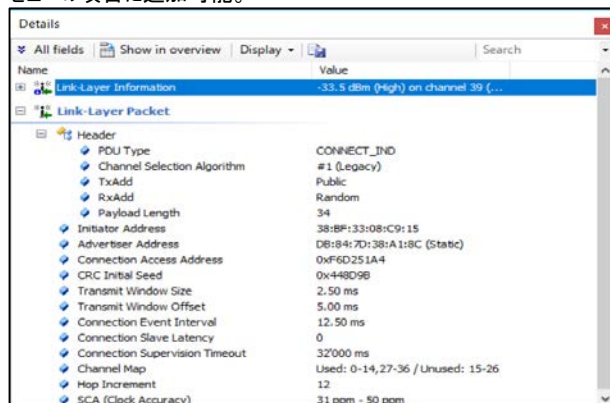 Details
All fields Show in overview Display Search
Name Value
Link-Layer Information -33.5 dBm (High) on channel 39 (...
Link-Layer Packet
Header
PDU Type CONNECT_IND
Channel Selection Algorithm #1 (Legacy)
TxAdd Public
RxAdd Random
Payload Length 34
Initiator Address 38:BF:33:08:C9:15
Advertiser Address DB:84:7D:38:A1:8C (Static)
Connection Access Address 0xF6D251A4
CRC Initial Seed 0x448D9B
Transmit Window Size 2.50 ms
Transmit Window Offset 5.00 ms
Connection Event Interval 12.50 ms
Connection Slave Latency 0
Connection Supervision Timeout 32'000 ms
Channel Map Used: 0-14,27-36 / Unused: 15-26
Hop Increment 12
SCA (Clock Accuracy) 31 ppm - 50 ppm